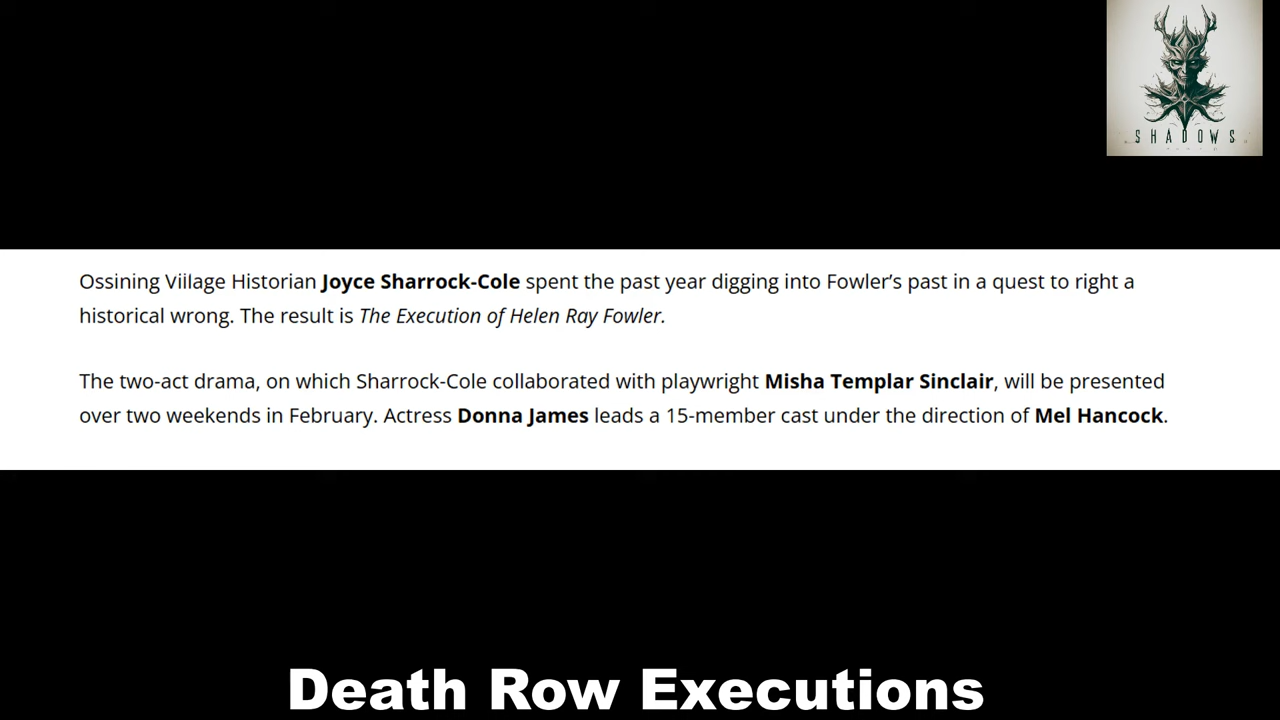 SHADOWS
Ossining Village Historian Joyce Sharrock-Cole spent the past year digging into Fowler’s past in a quest to right a
historical wrong. The result is The Execution of Helen Ray Fowler.
The two-act drama, on which Sharrock-Cole collaborated with playwright Misha Templar Sinclair, will be presented
over two weekends in February. Actress Donna James leads a 15-member cast under the direction of Mel Hancock.
Death Row Executions